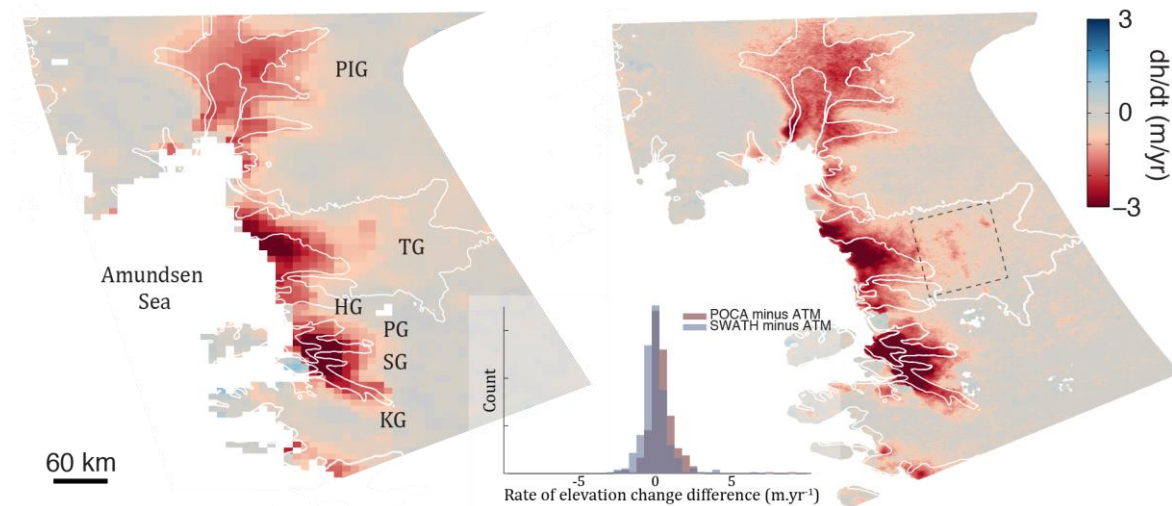 PIG
TG
Amundsen
Sea
HG
PG
SG
KG
60 km
3
0
−3
dh/dt (m/yr)
POCA minus ATM
SWATH minus ATM
Count
-5
0
5
Rate of elevation change difference (m.yr⁻¹)